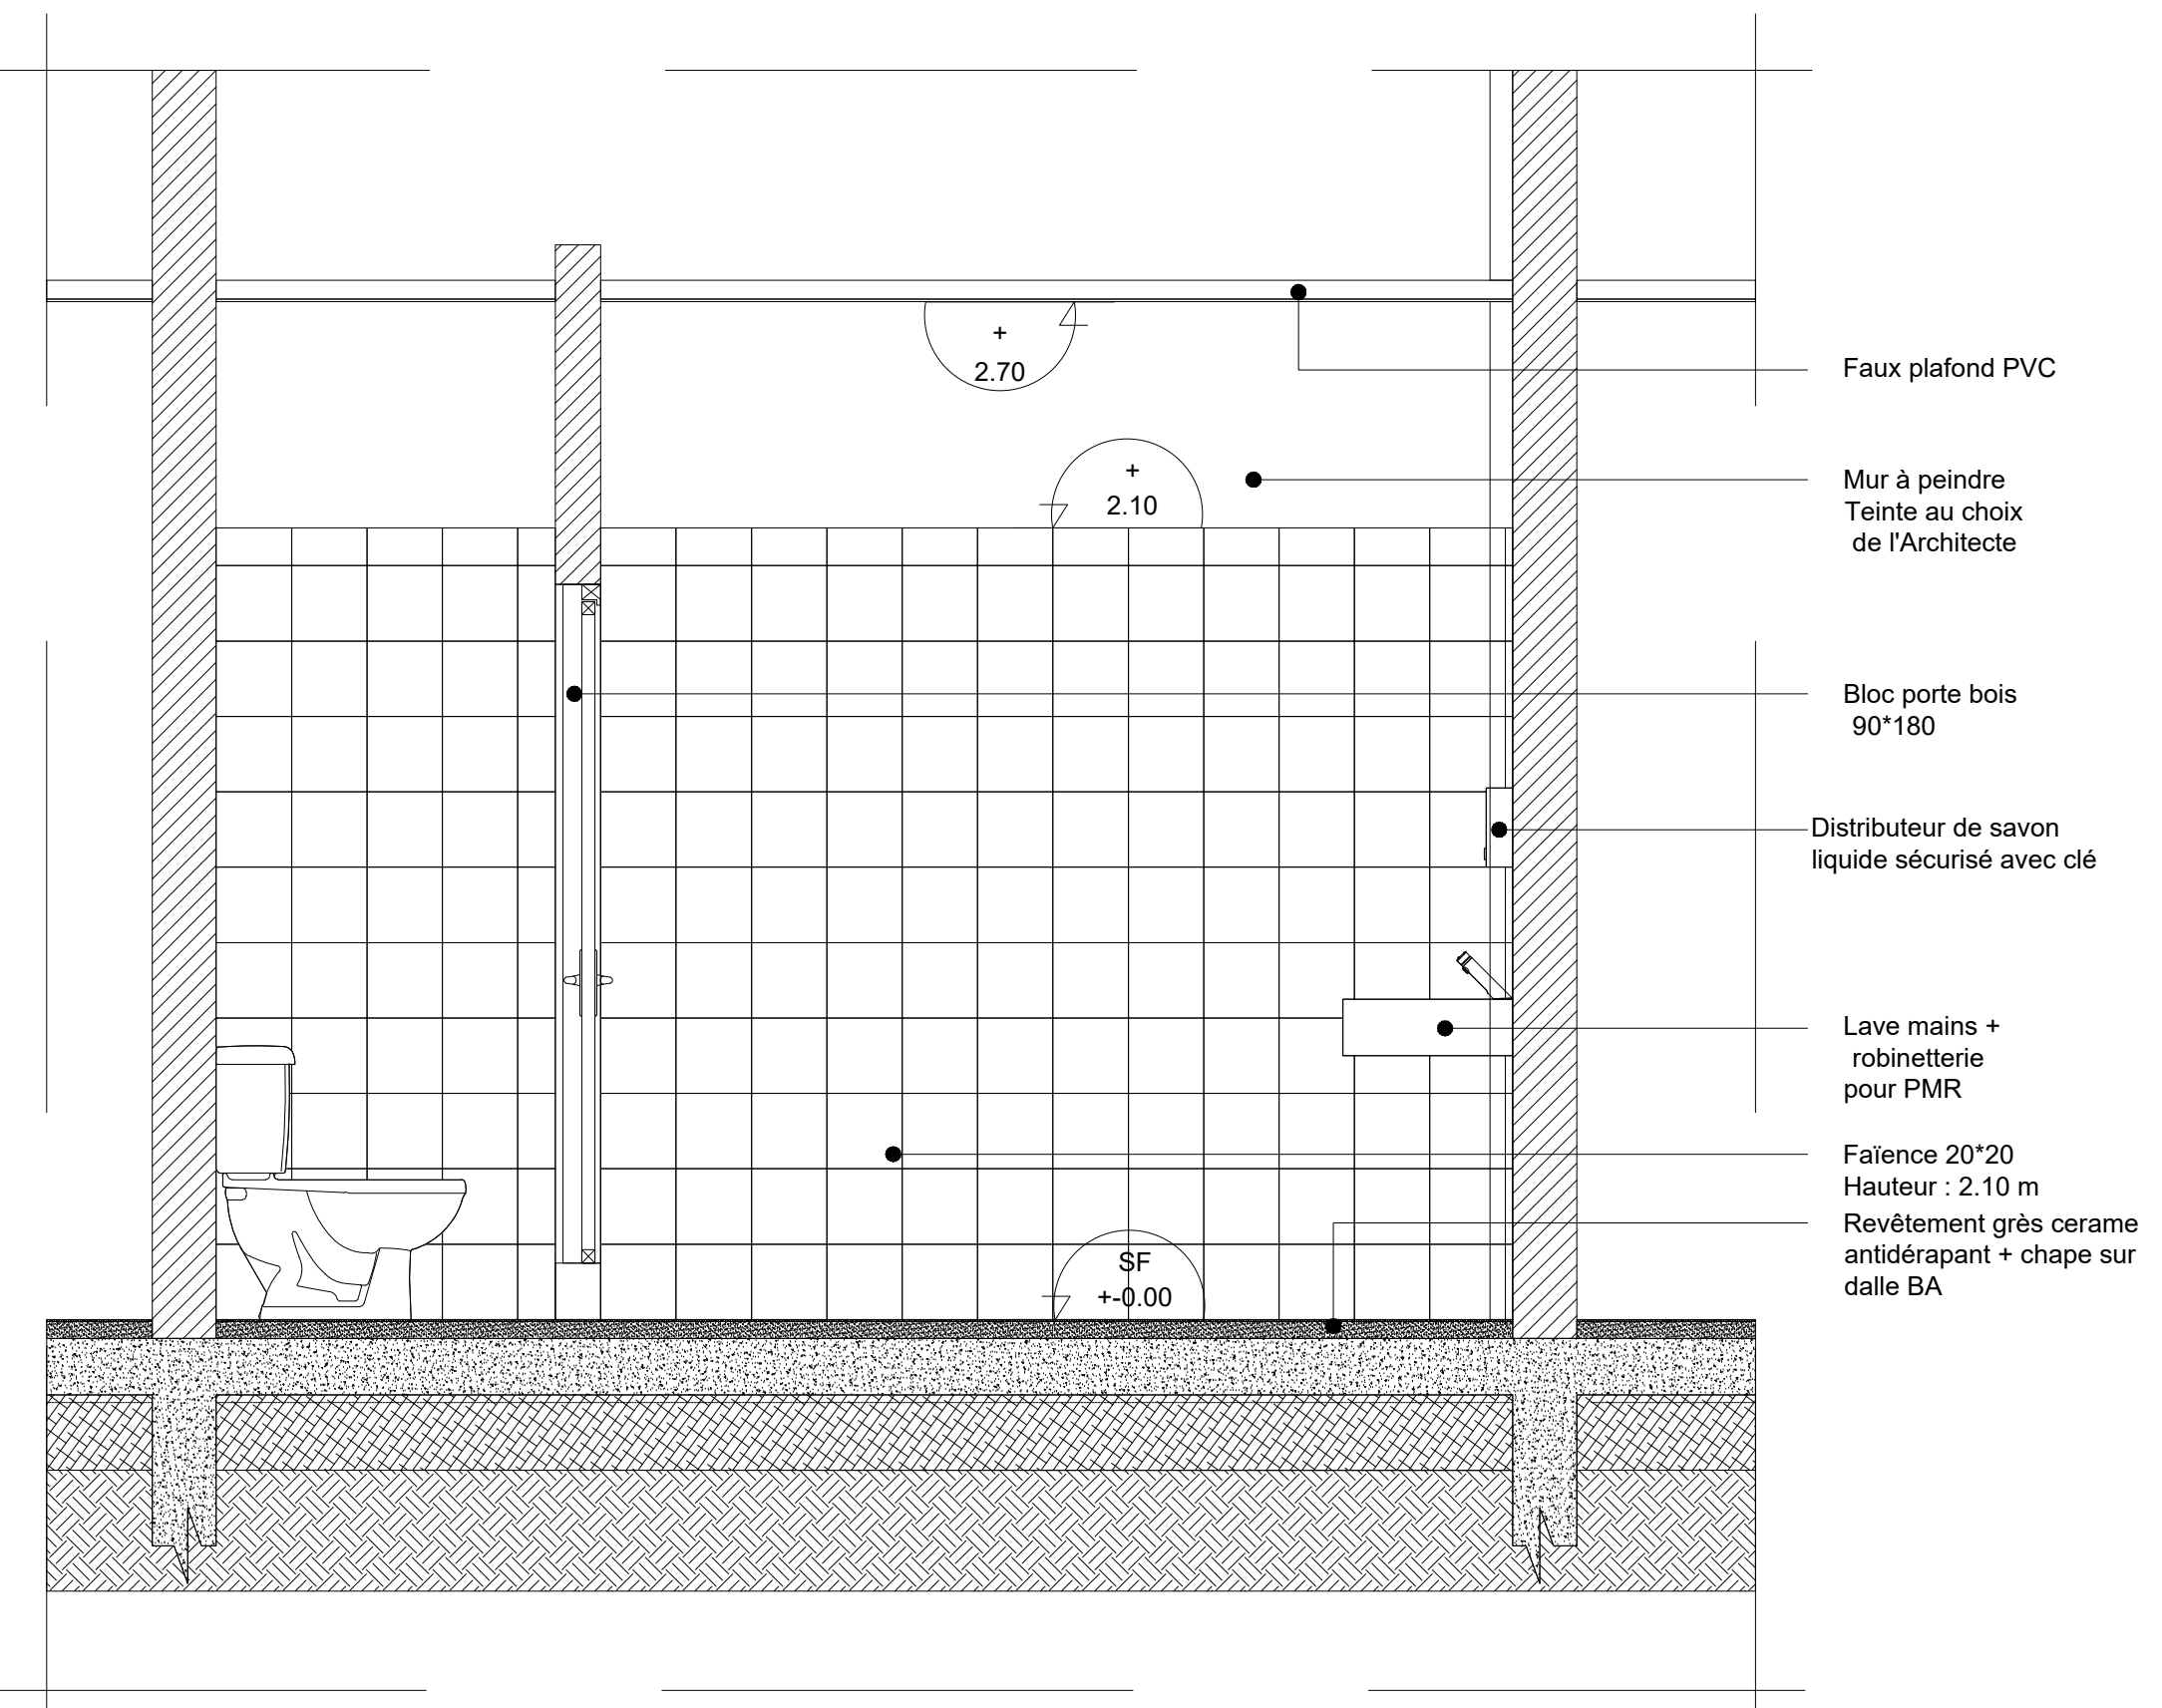 +
2.70
Faux plafond PVC
+
2.10
Mur à peindre
Teinte au choix
de l'Architecte
Bloc porte bois
90*180
Distributeur de savon
liquide sécurisé avec clé
Lave mains +
robinetterie
pour PMR
Faïence 20*20
Hauteur : 2.10 m
Revêtement grès cerame
antidérapant + chape sur
dalle BA
SF
+-0.00